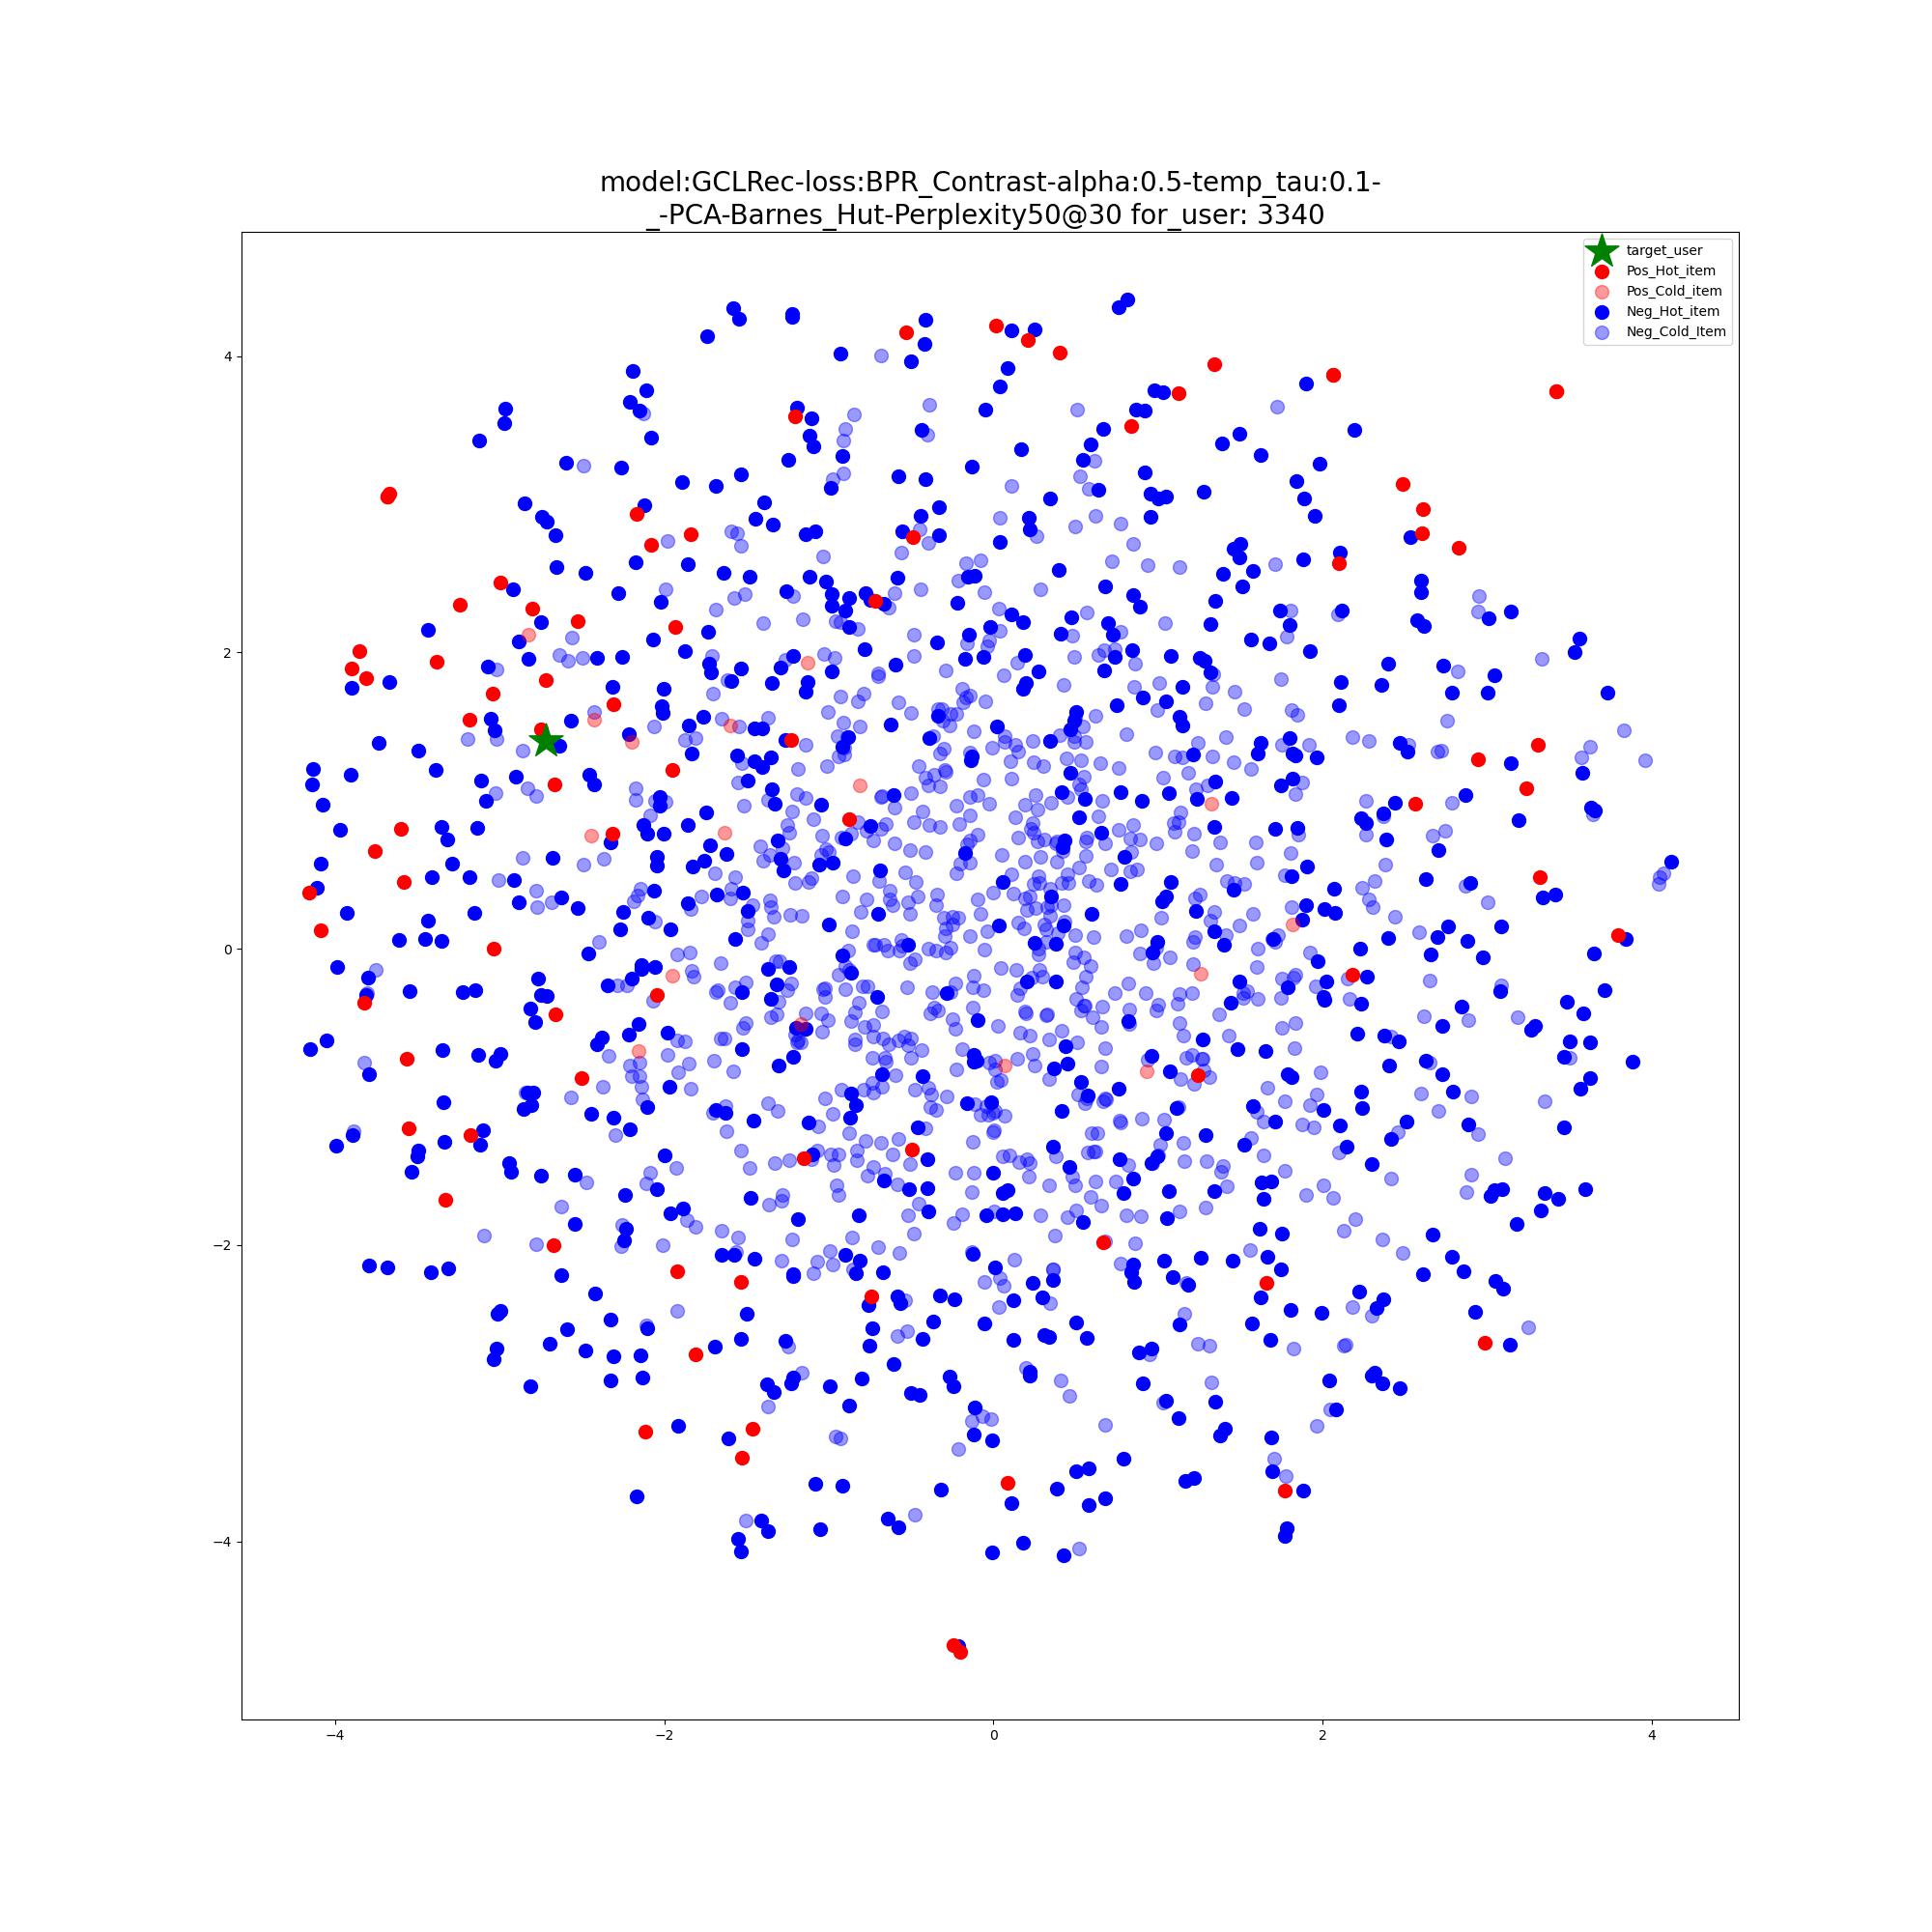 model:GCLRec-loss:BPR_Contrast-alpha:0.5-temp_tau:0.1-
_-PCA-Barnes_Hut-Perplexity50@30 for_user: 3340
target_user
Pos_Hot_item
Pos_Cold_item
Neg_Hot_item
Neg_Cold_Item
4
2
0
−2
−4
−4
−2
0
2
4